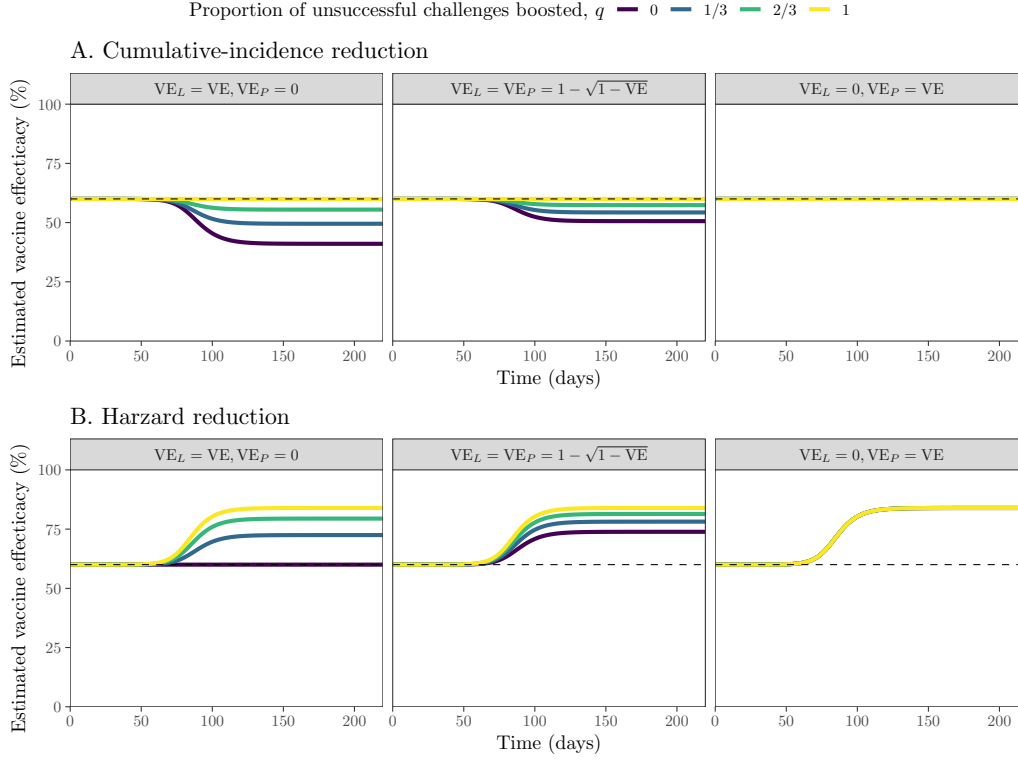 Proportion of unsuccessful challenges boosted, q 0 1/3 2/3 1
A. Cumulative-incidence reduction
VE_L = VE, VE_P = 0
VE_L = VE_P = 1 − √(1 − VE)
VE_L = 0, VE_P = VE
Estimated vaccine effecticacy (%)
100
75
50
25
0
0 50 100 150 200
0 50 100 150 200
0 50 100 150 200
Time (days)
B. Harzard reduction
VE_L = VE, VE_P = 0
VE_L = VE_P = 1 − √(1 − VE)
VE_L = 0, VE_P = VE
Estimated vaccine effecticacy (%)
100
75
50
25
0
0 50 100 150 200
0 50 100 150 200
0 50 100 150 200
Time (days)